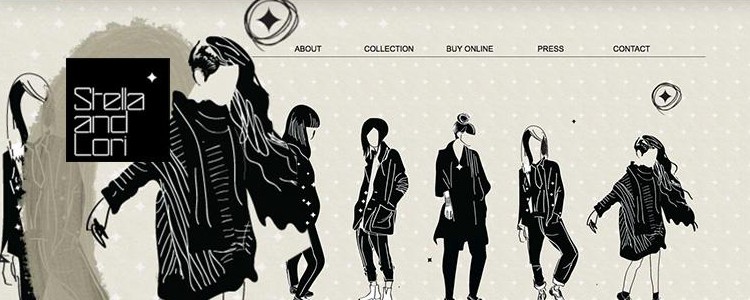 ABOUT
COLLECTION
BUY ONLINE
PRESS
CONTACT
Stella
and
Lori